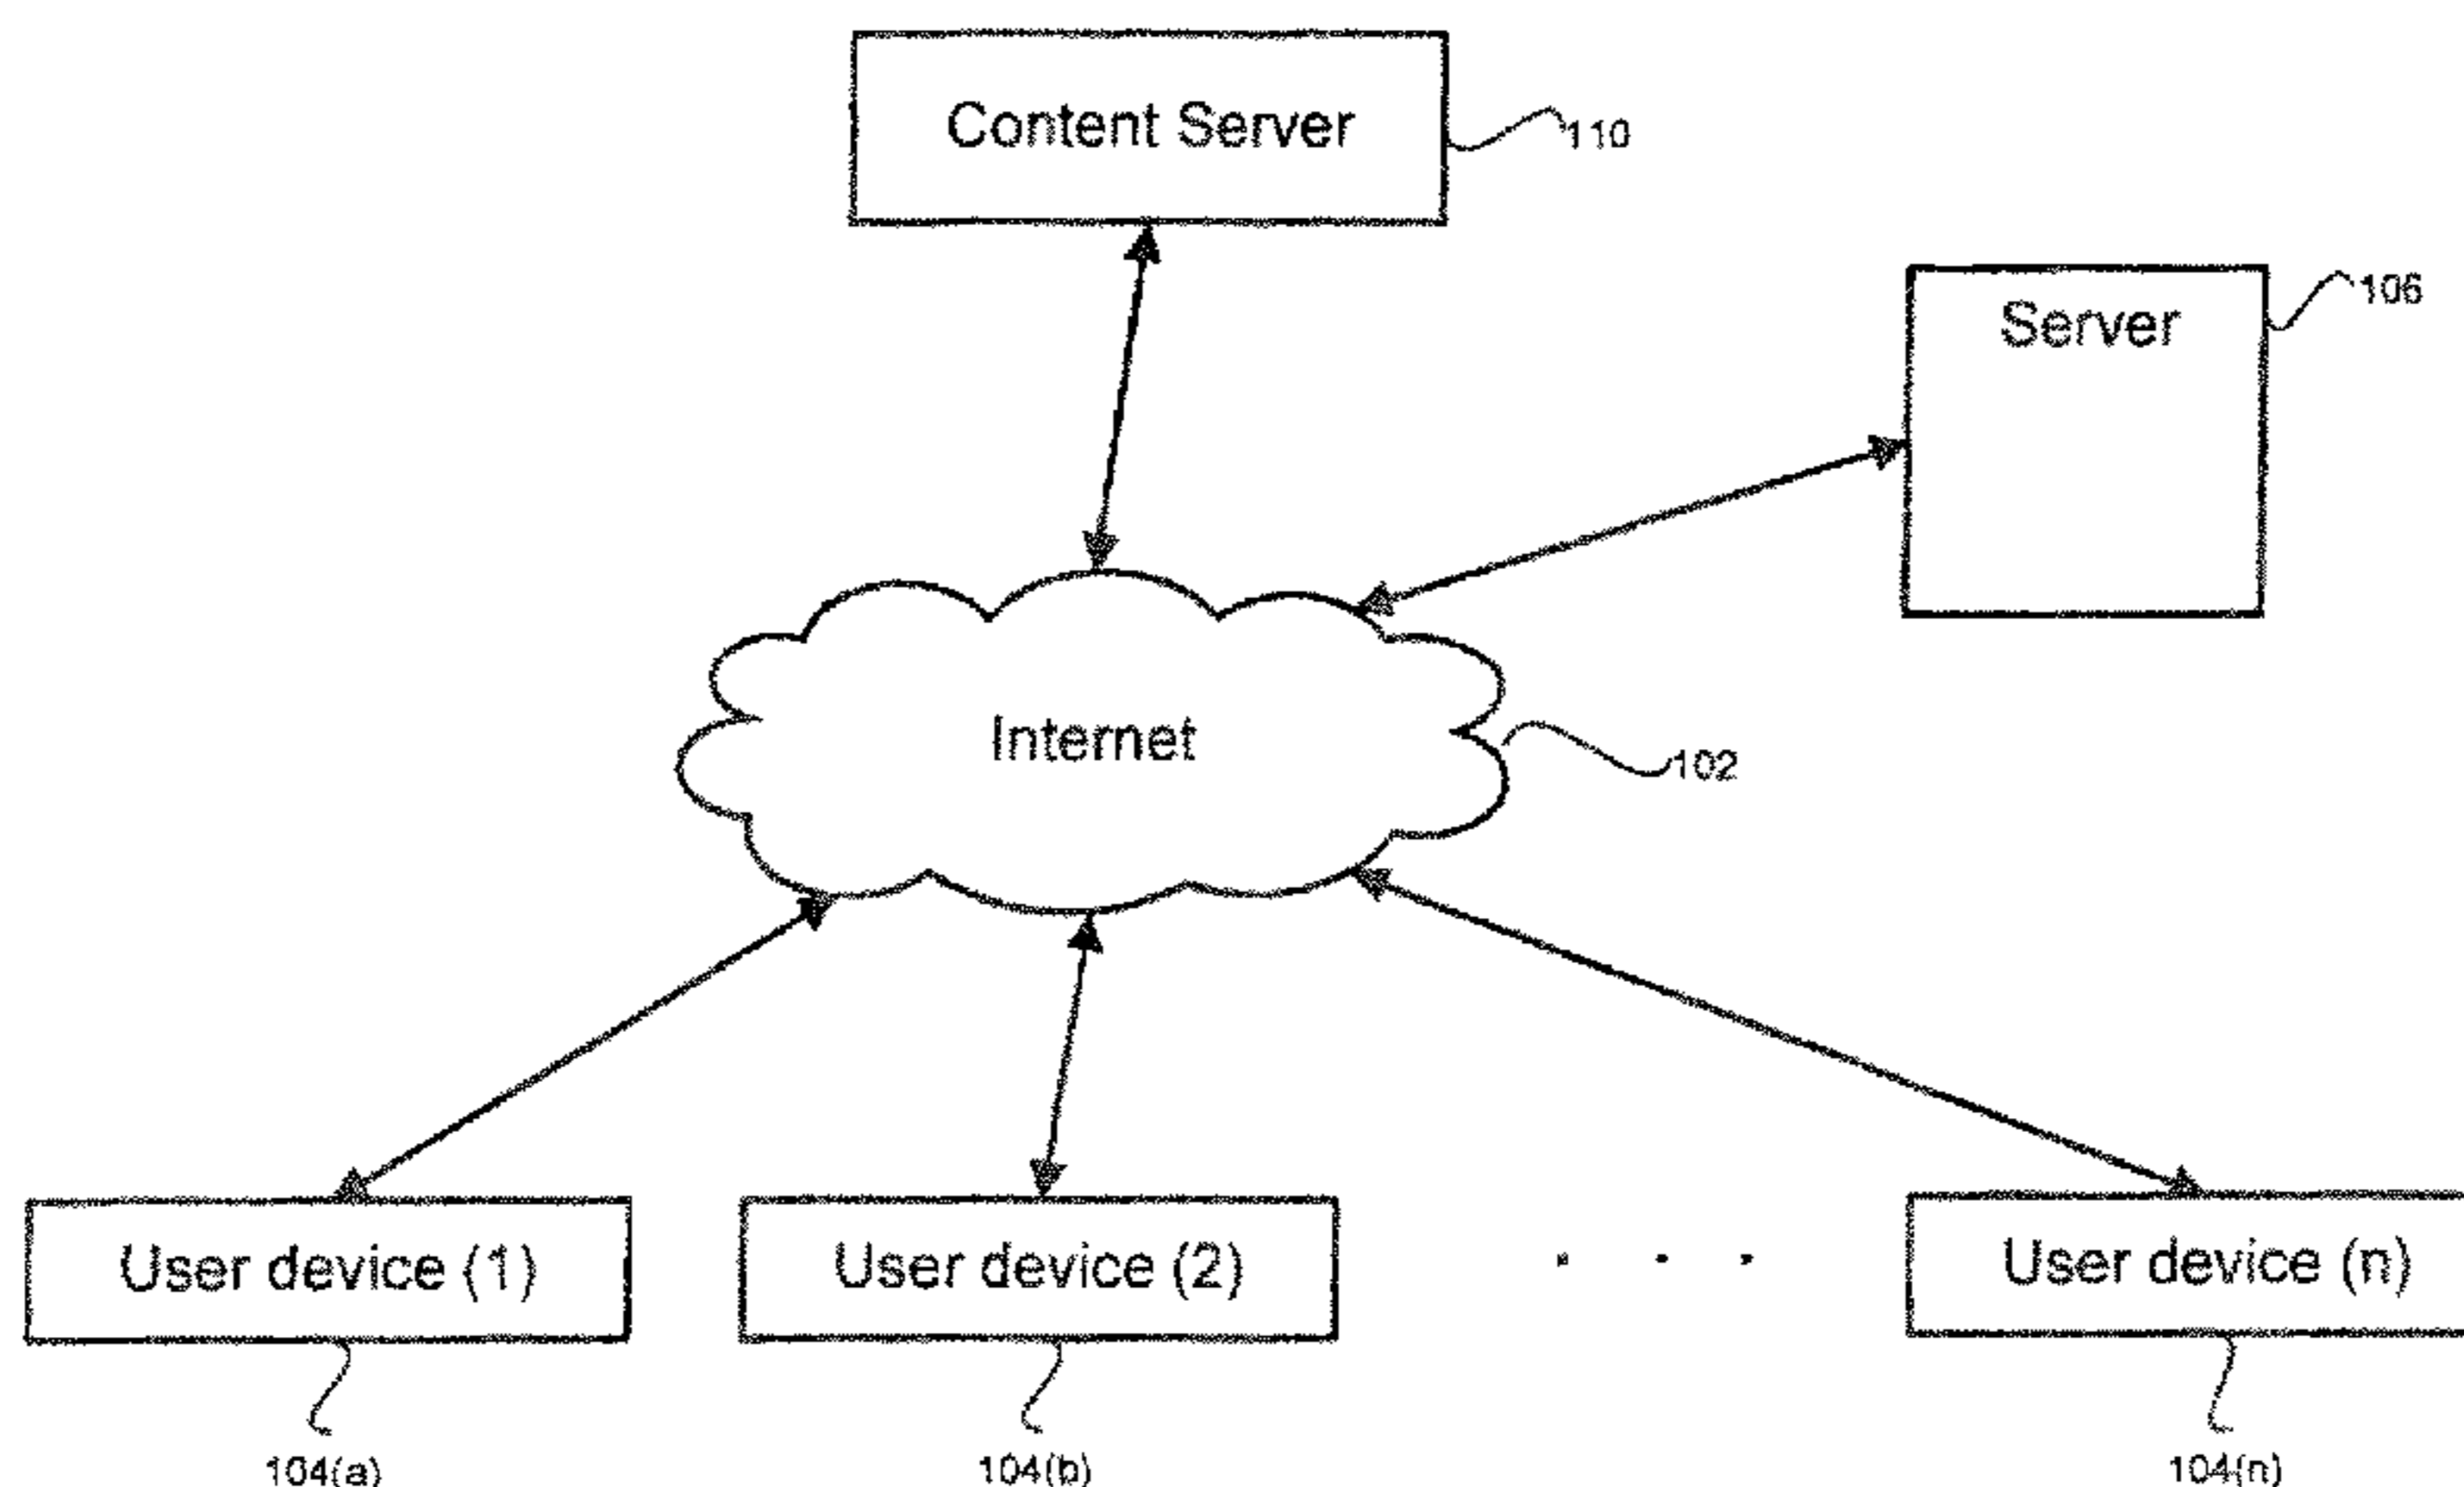 Content Server
110
Server
106
Internet
102
User device (1)
User device (2)
. . .
User device (n)
104(a)
104(b)
104(n)